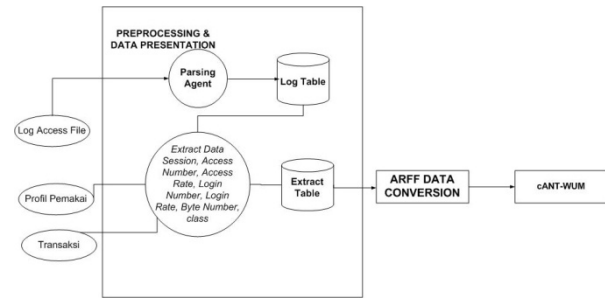 PREPROCESSING &
DATA PRESENTATION
Parsing
Agent
Log Table
Log Access File
Extract Data
Session, Access
Number, Access
Rate, Login
Number, Login
Rate, Byte Number,
class
Extract
Table
ARFF DATA
CONVERSION
cANT-WUM
Profil Pemakai
Transaksi